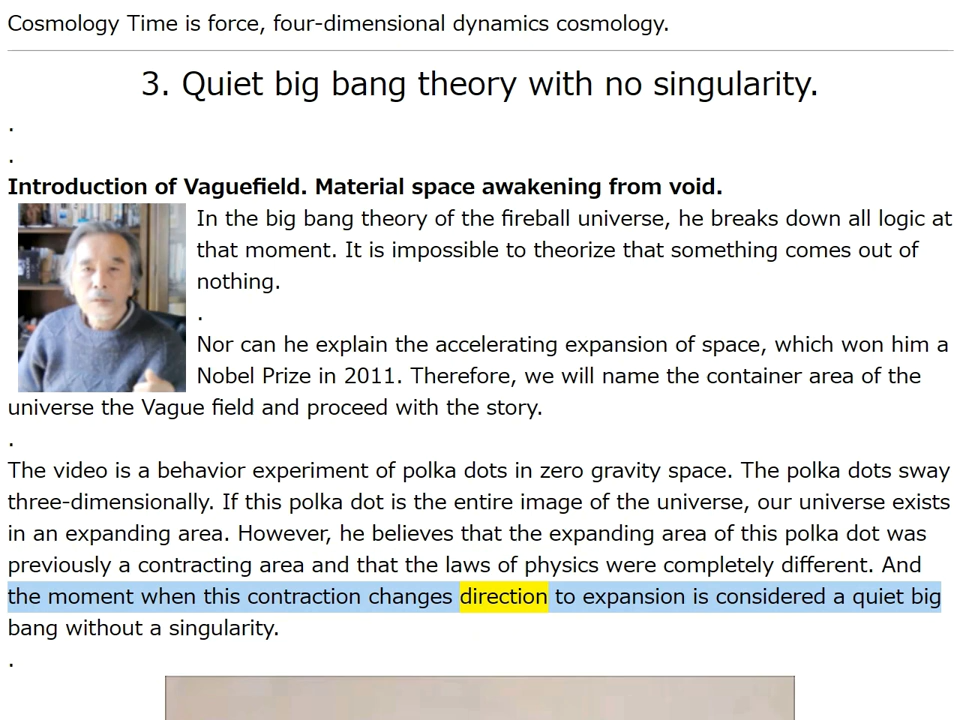 Cosmology Time is force, four-dimensional dynamics cosmology.
3. Quiet big bang theory with no singularity.
.
.
Introduction of Vaguefield. Material space awakening from void.
In the big bang theory of the fireball universe, he breaks down all logic at
that moment. It is impossible to theorize that something comes out of
nothing.
.
Nor can he explain the accelerating expansion of space, which won him a
Nobel Prize in 2011. Therefore, we will name the container area of the
universe the Vague field and proceed with the story.
.
The video is a behavior experiment of polka dots in zero gravity space. The polka dots sway
three-dimensionally. If this polka dot is the entire image of the universe, our universe exists
in an expanding area. However, he believes that the expanding area of this polka dot was
previously a contracting area and that the laws of physics were completely different. And
the moment when this contraction changes direction to expansion is considered a quiet big
bang without a singularity.
.